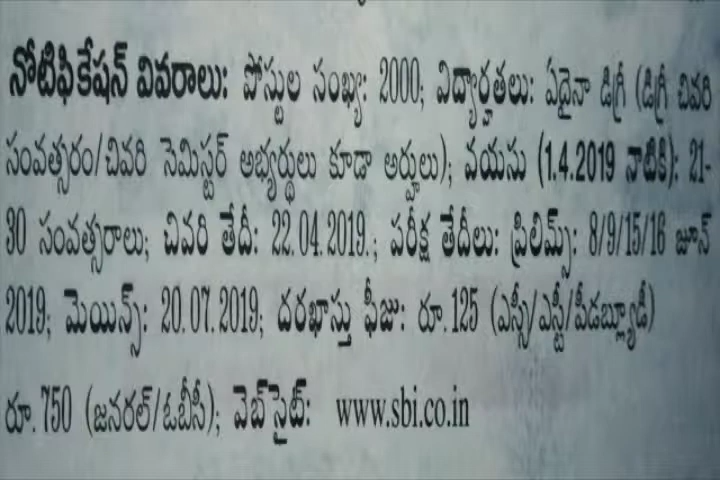 నోటిఫికేషన్ వివరాలు: పోస్టుల సంఖ్య: 2000; విద్యార్హతలు: ఏదైనా డిగ్రీ (డిగ్రీ చివరి
సంవత్సరం/చివరి సెమిస్టర్ అభ్యర్థులు కూడా అర్హులు); వయసు (1.4.2019 నాటికి): 21-
30 సంవత్సరాలు; చివరి తేదీ: 22.04.2019.; పరీక్ష తేదీలు: ప్రిలిమ్స్: 8/9/15/16 జూన్
2019; మెయిన్స్: 20.07.2019; దరఖాస్తు ఫీజు: రూ.125 (ఎస్సీ/ఎస్టీ/పీడబ్ల్యూడీ)
రూ.750 (జనరల్/ఓబీసీ); వెబ్‌సైట్: www.sbi.co.in